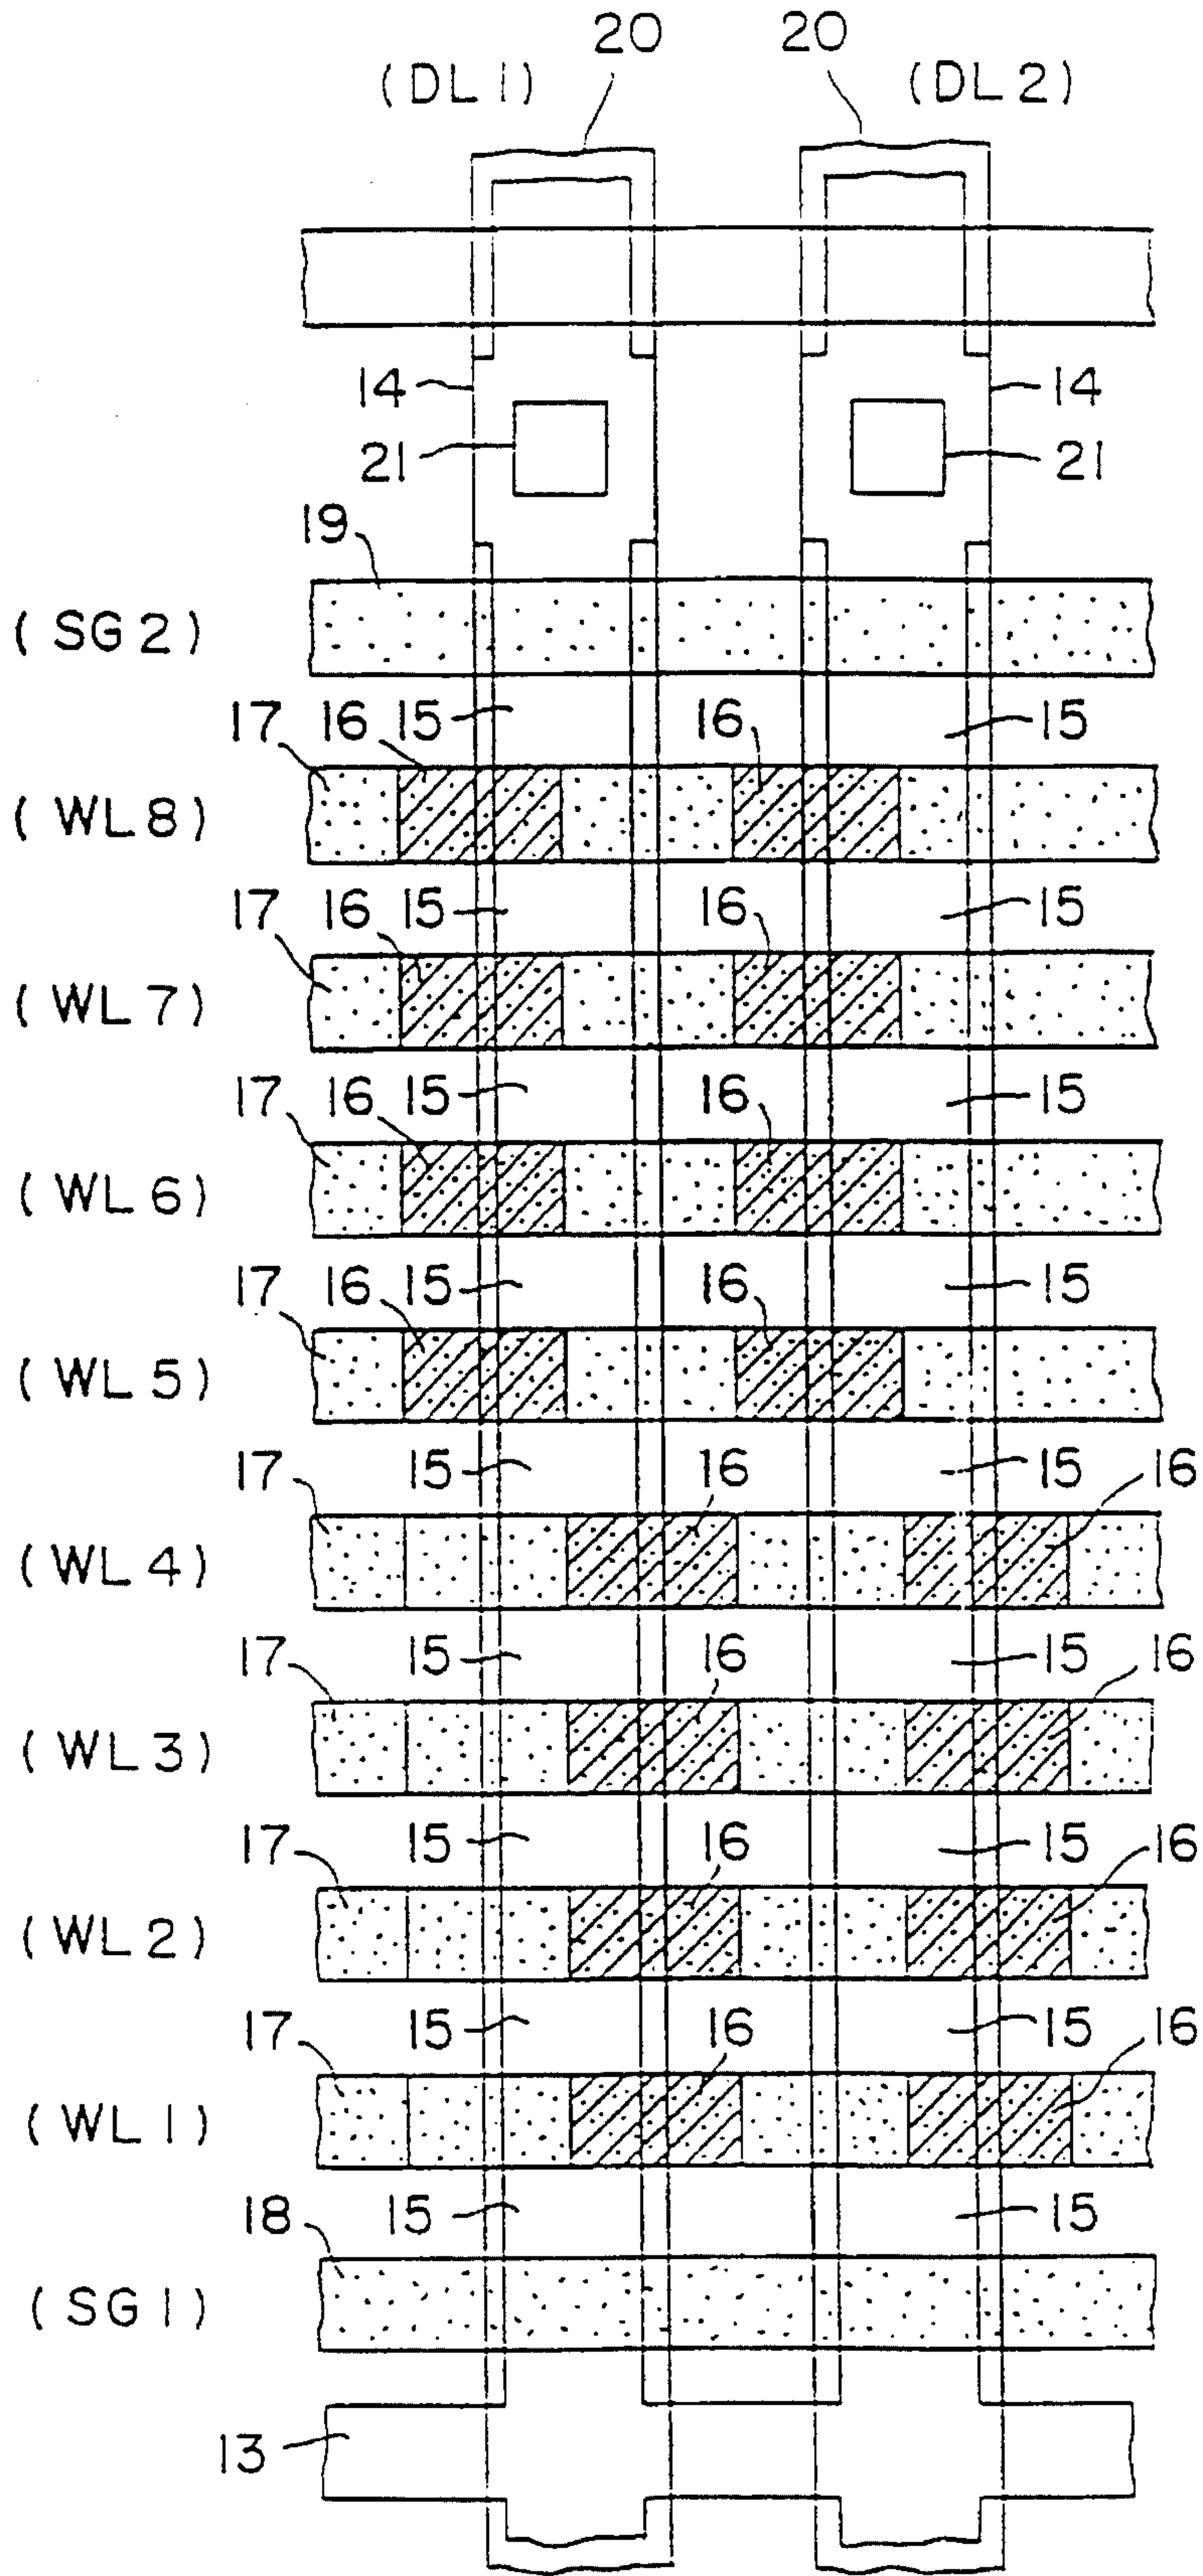 20 20
(DL1) (DL2)
14 14
21 21
19
(SG2)
17 16 15 16 15
(WL8)
17 16 15 16 15
(WL7)
17 16 15 16 15
(WL6)
17 16 15 16 15
(WL5)
17 15 16 15 16
(WL4)
17 15 16 15 16
(WL3)
17 15 16 15 16
(WL2)
17 15 16 15 16
(WL1)
18 15 15
(SG1)
13